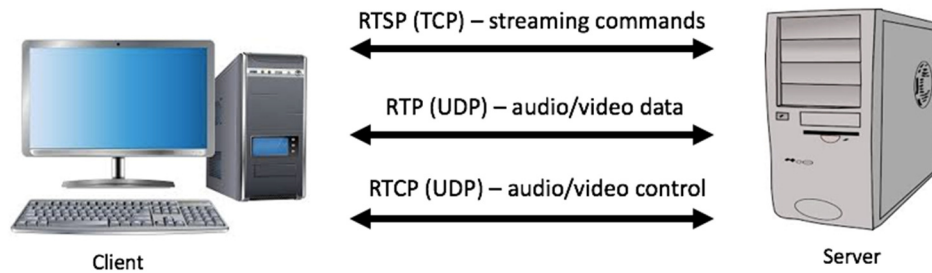 RTSP (TCP) – streaming commands
RTP (UDP) – audio/video data
RTCP (UDP) – audio/video control
Client
Server